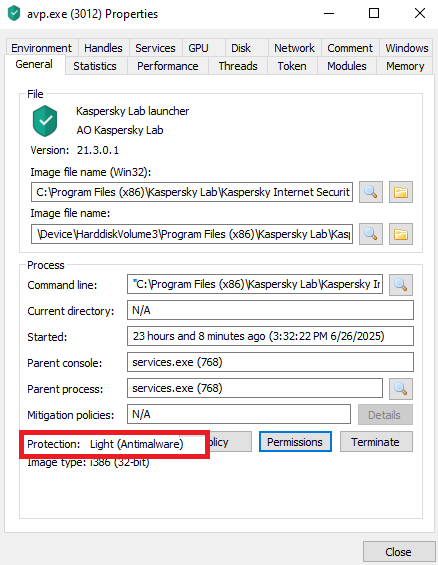 avp.exe (3012) Properties
Environment Handles Services GPU Disk Network Comment Windows
General Statistics Performance Threads Token Modules Memory
File
Kaspersky Lab launcher
AO Kaspersky Lab
Version: 21.3.0.1
Image file name (Win32):
C:\Program Files (x86)\Kaspersky Lab\Kaspersky Internet Securit
Image file name:
\Device\HarddiskVolume3\Program Files (x86)\Kaspersky Lab\Kas
Process
Command line: "C:\Program Files (x86)\Kaspersky Lab\Kaspersky Ir
Current directory: N/A
Started: 23 hours and 8 minutes ago (3:32:22 PM 6/26/2025)
Parent console: services.exe (768)
Parent process: services.exe (768)
Mitigation policies: N/A Details
Protection: Light (Antimalware) olicy Permissions Terminate
Image type: i386 (32-bit)
Close